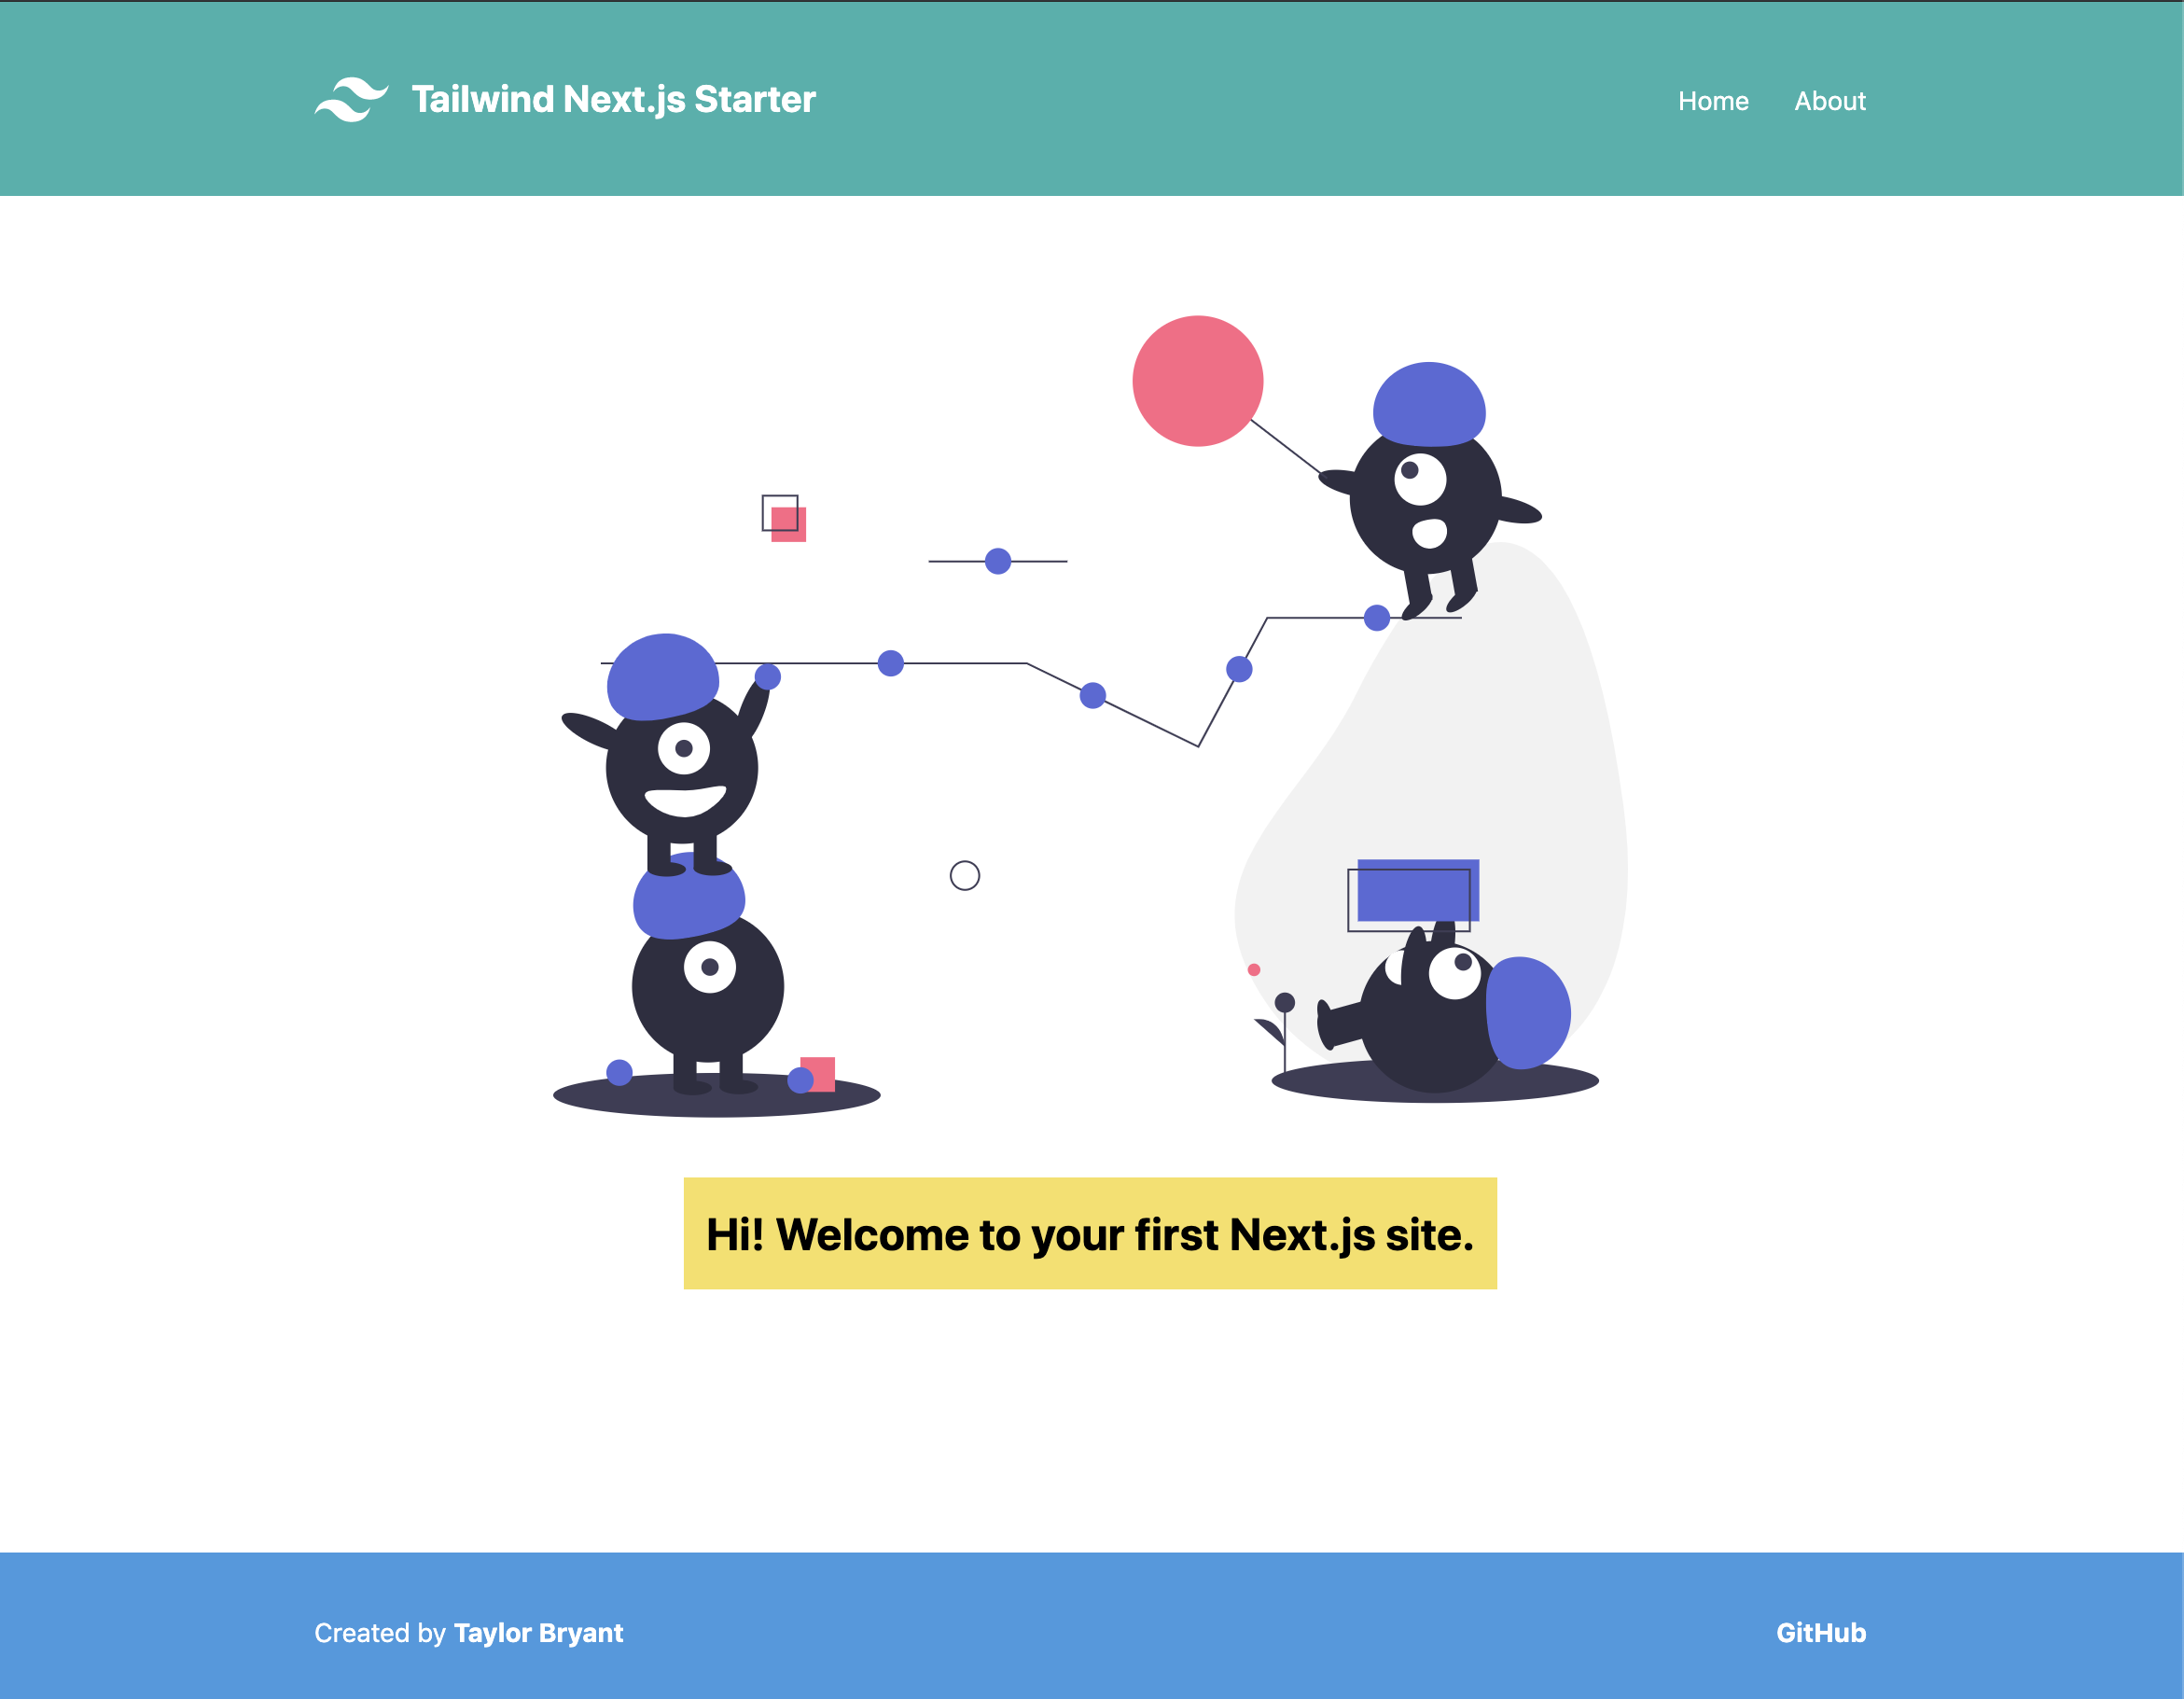 Tailwind Next.js Starter
Home
About
Hi! Welcome to your first Next.js site.
Created by Taylor Bryant
GitHub